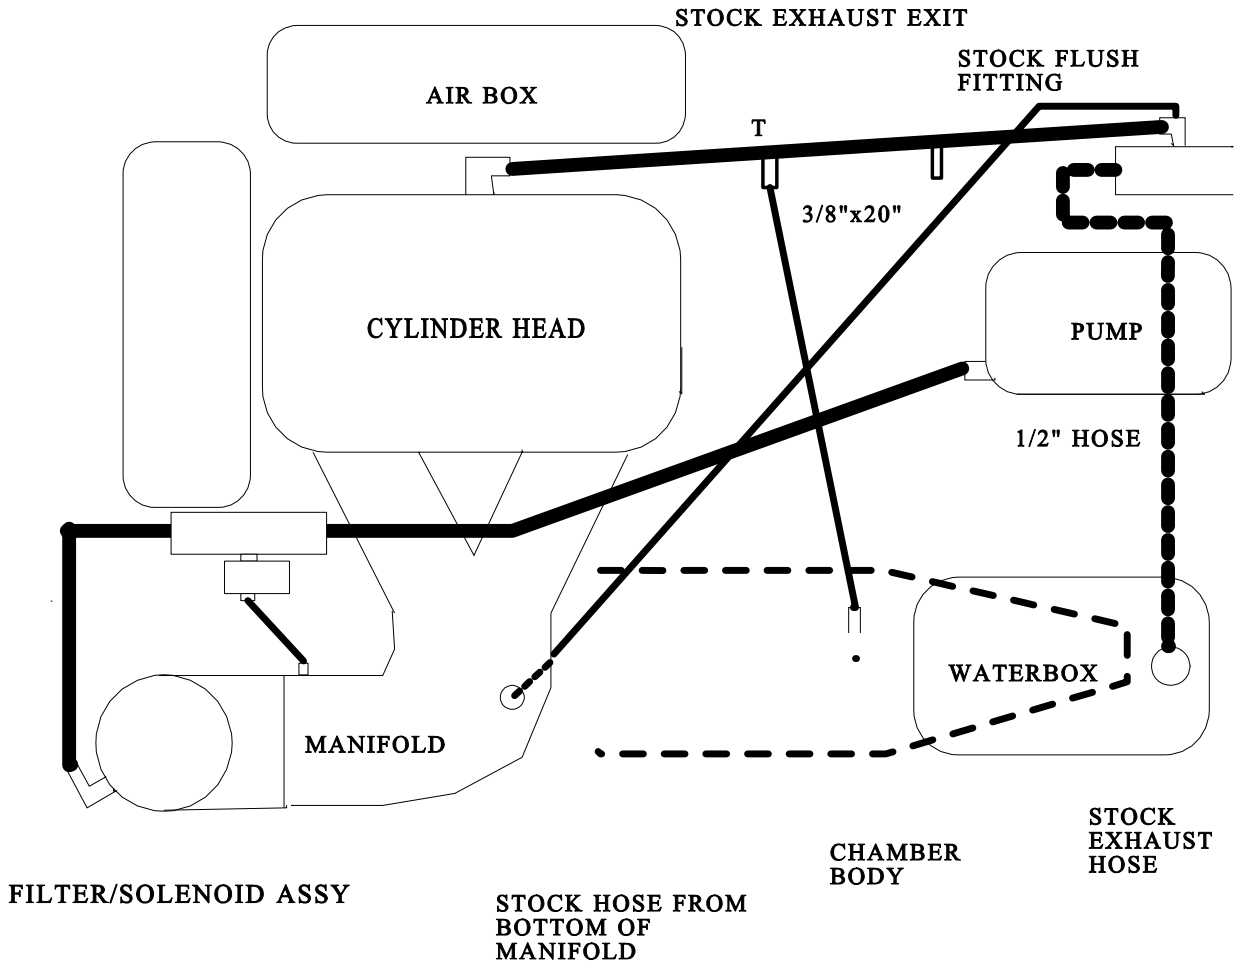 STOCK EXHAUST EXIT
STOCK FLUSH
FITTING
AIR BOX
T
3/8"x20"
CYLINDER HEAD
PUMP
1/2" HOSE
WATERBOX
MANIFOLD
STOCK
EXHAUST
HOSE
CHAMBER
BODY
FILTER/SOLENOID ASSY
STOCK HOSE FROM
BOTTOM OF
MANIFOLD